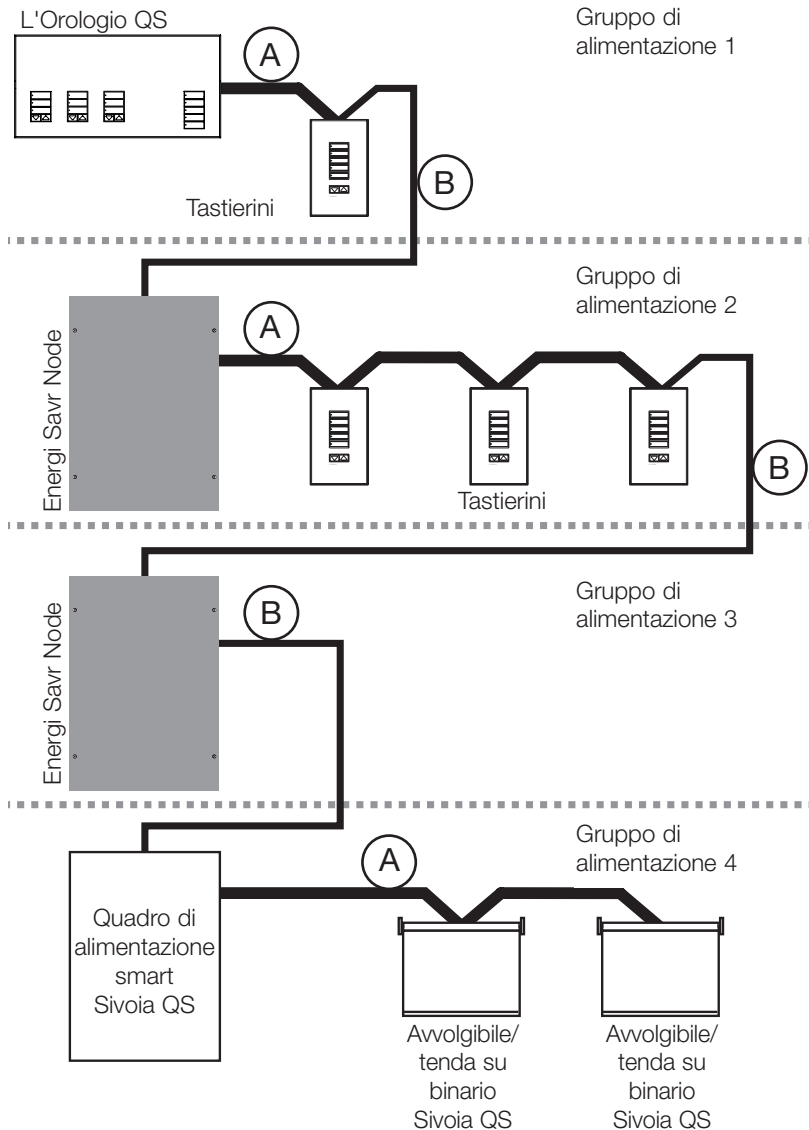 L'Orologio QS
A
Gruppo di
alimentazione 1
B
Tastierini
Gruppo di
alimentazione 2
Energi Savr Node
A
B
Tastierini
Gruppo di
alimentazione 3
Energi Savr Node
B
Gruppo di
alimentazione 4
A
Quadro di
alimentazione
smart
Sivoia QS
Avvolgibile/
tenda su
binario
Sivoia QS
Avvolgibile/
tenda su
binario
Sivoia QS